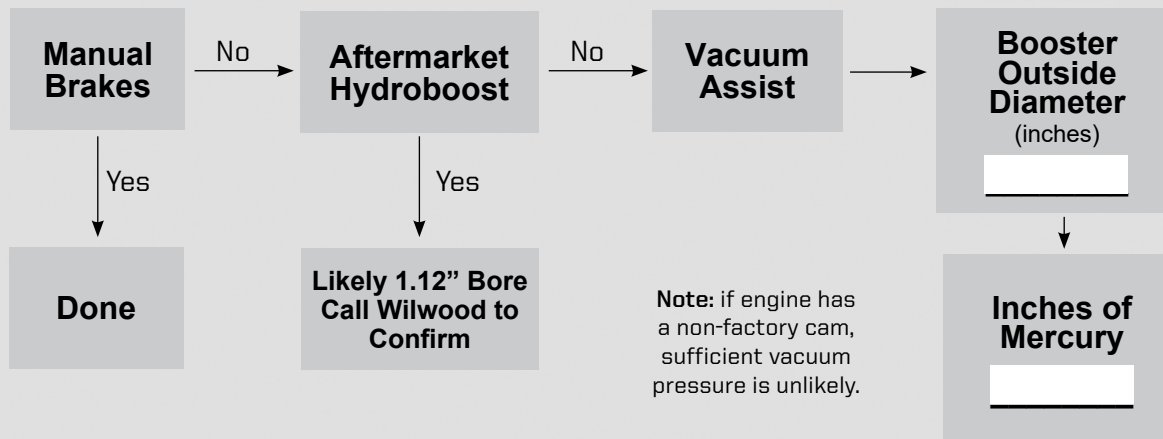 Manual
Brakes
No
Aftermarket
Hydroboost
No
Vacuum
Assist
Booster
Outside
Diameter
(inches)
Yes
Yes
Done
Likely 1.12” Bore
Call Wilwood to
Confirm
Note: if engine has
a non-factory cam,
sufficient vacuum
pressure is unlikely.
Inches of
Mercury